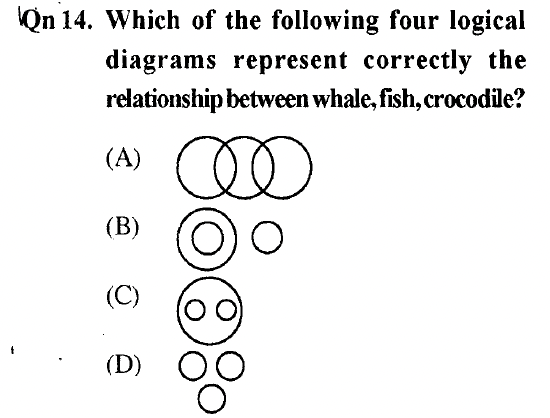 Qn 14. Which of the following four logical
diagrams represent correctly the
relationship between whale, fish, crocodile?
(A)
(B)
(C)
(D)